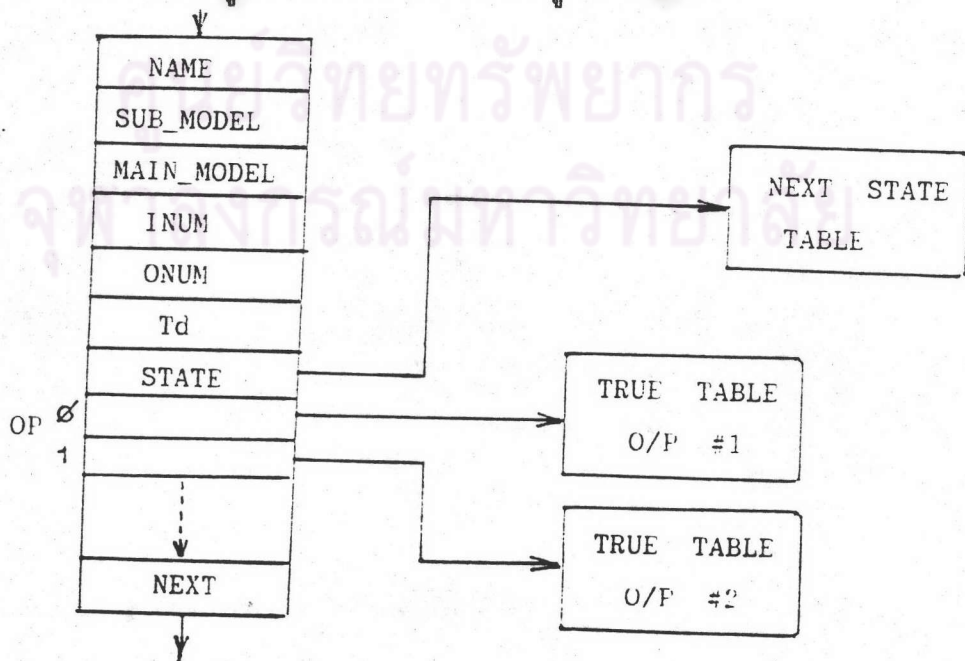 NAME
SUB_MODEL
MAIN_MODEL
INUM
ONUM
Td
STATE
OP Ø
1
NEXT
NEXT STATE
TABLE
TRUE TABLE
O/P #1
TRUE TABLE
O/P #2
ศูนย์วิทยทรัพยากร
จุฬาลงกรณ์มหาวิทยาลัย